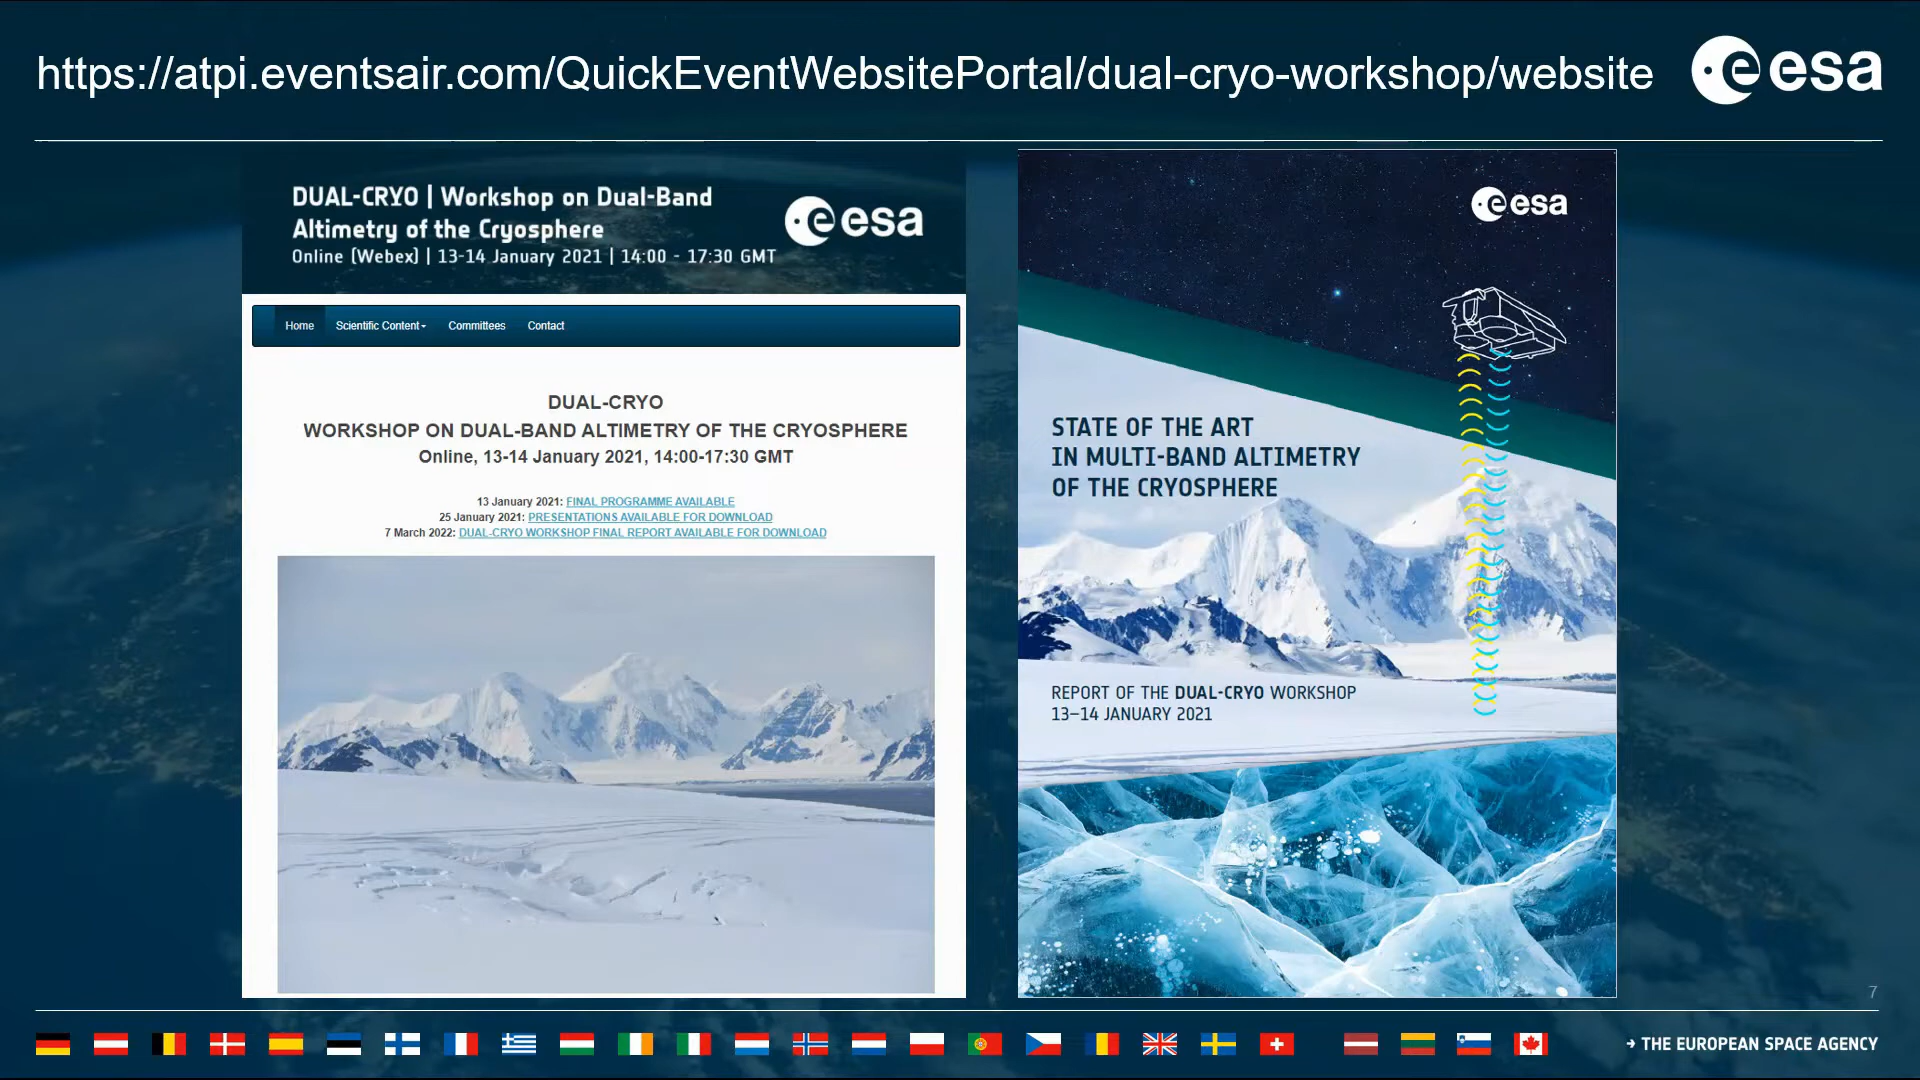 https://atpi.eventsair.com/QuickEventWebsitePortal/dual-cryo-workshop/website
esa
DUAL-CRYO | Workshop on Dual-Band
Altimetry of the Cryosphere
Online (Webex) | 13-14 January 2021 | 14:00 - 17:30 GMT
esa
Home Scientific Content Committees Contact
DUAL-CRYO
WORKSHOP ON DUAL-BAND ALTIMETRY OF THE CRYOSPHERE
Online, 13-14 January 2021, 14:00-17:30 GMT
13 January 2021: FINAL PROGRAMME AVAILABLE
25 January 2021: PRESENTATIONS AVAILABLE FOR DOWNLOAD
7 March 2022: DUAL-CRYO WORKSHOP FINAL REPORT AVAILABLE FOR DOWNLOAD
esa
STATE OF THE ART
IN MULTI-BAND ALTIMETRY
OF THE CRYOSPHERE
REPORT OF THE DUAL-CRYO WORKSHOP
13–14 JANUARY 2021
7
→ THE EUROPEAN SPACE AGENCY